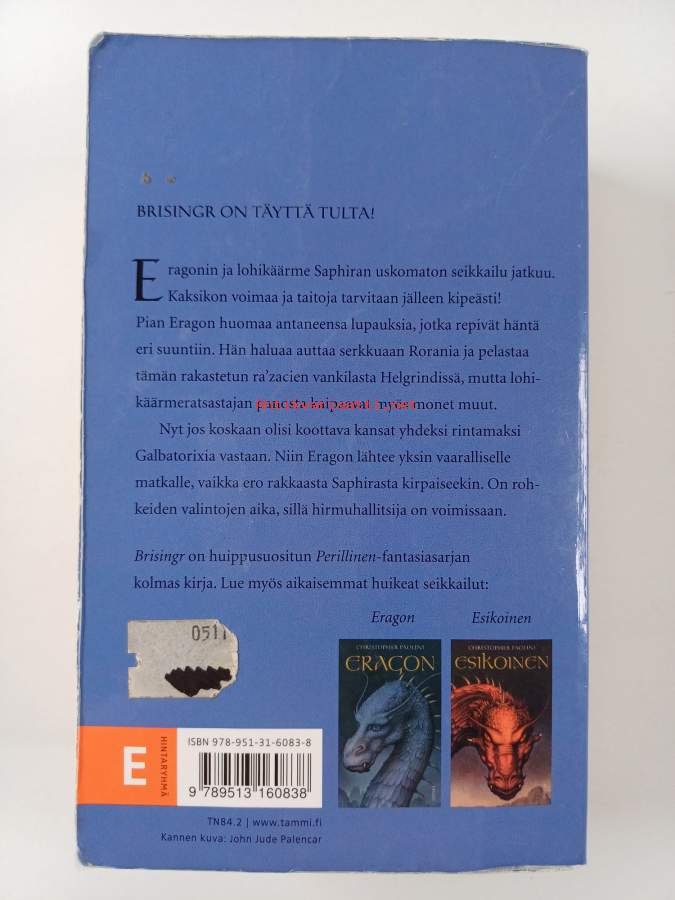 BRISINGR ON TÄYTTÄ TULTA!
Eragonin ja lohikäärme Saphiran uskomaton seikkailu jatkuu.
Kaksikon voimaa ja taitoja tarvitaan jälleen kipeästi!
Pian Eragon huomaa antaneensa lupauksia, jotka repivät häntä
eri suuntiin. Hän haluaa auttaa serkkuaan Rorania ja pelastaa
tämän rakastetun ra'zacien vankilasta Helgrindissä, mutta lohi-
käärmeratsastajan panosta kaipaavat myös monet muut.
Nyt jos koskaan olisi koottava kansat yhdeksi rintamaksi
Galbatorixia vastaan. Niin Eragon lähtee yksin vaaralliselle
matkalle, vaikka ero rakkaasta Saphirasta kirpaiseekin. On roh-
keiden valintojen aika, sillä hirmuhallitsija on voimissaan.
Brisingr on huippusuositun Perillinen-fantasiasarjan
kolmas kirja. Lue myös aikaisemmat huikeat seikkailut:
Eragon
Esikoinen
0511
CHRISTOPHER PAOLINI
ERAGON
CHRISTOPHER PAOLINI
ESIKOINEN
E
HINTARYHMÄ
ISBN 978-951-31-6083-8
9 789513 160838
TN84.2 | www.tammi.fi
Kannen kuva: John Jude Palencar